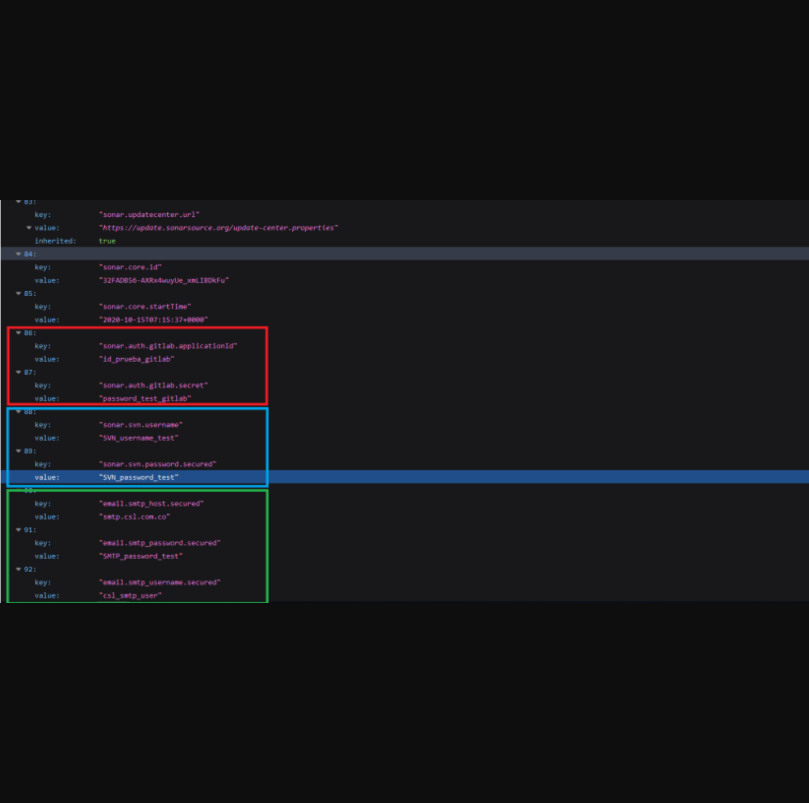 83:
key: "sonar.updatecenter.url"
value: "https://update.sonarsource.org/update-center.properties"
inherited: true
84:
key: "sonar.core.id"
value: "32FADB56-AXRx4wuyUe_xmLIBDkFu"
85:
key: "sonar.core.startTime"
value: "2020-10-15T07:15:37+0000"
86:
key: "sonar.auth.gitlab.applicationId"
value: "id_prueba_gitlab"
87:
key: "sonar.auth.gitlab.secret"
value: "password_test_gitlab"
88:
key: "sonar.svn.username"
value: "SVN_username_test"
89:
key: "sonar.svn.password.secured"
value: "SVN_password_test"
90:
key: "email.smtp_host.secured"
value: "smtp.csl.com.co"
91:
key: "email.smtp_password.secured"
value: "SMTP_password_test"
92:
key: "email.smtp_username.secured"
value: "csl_smtp_user"